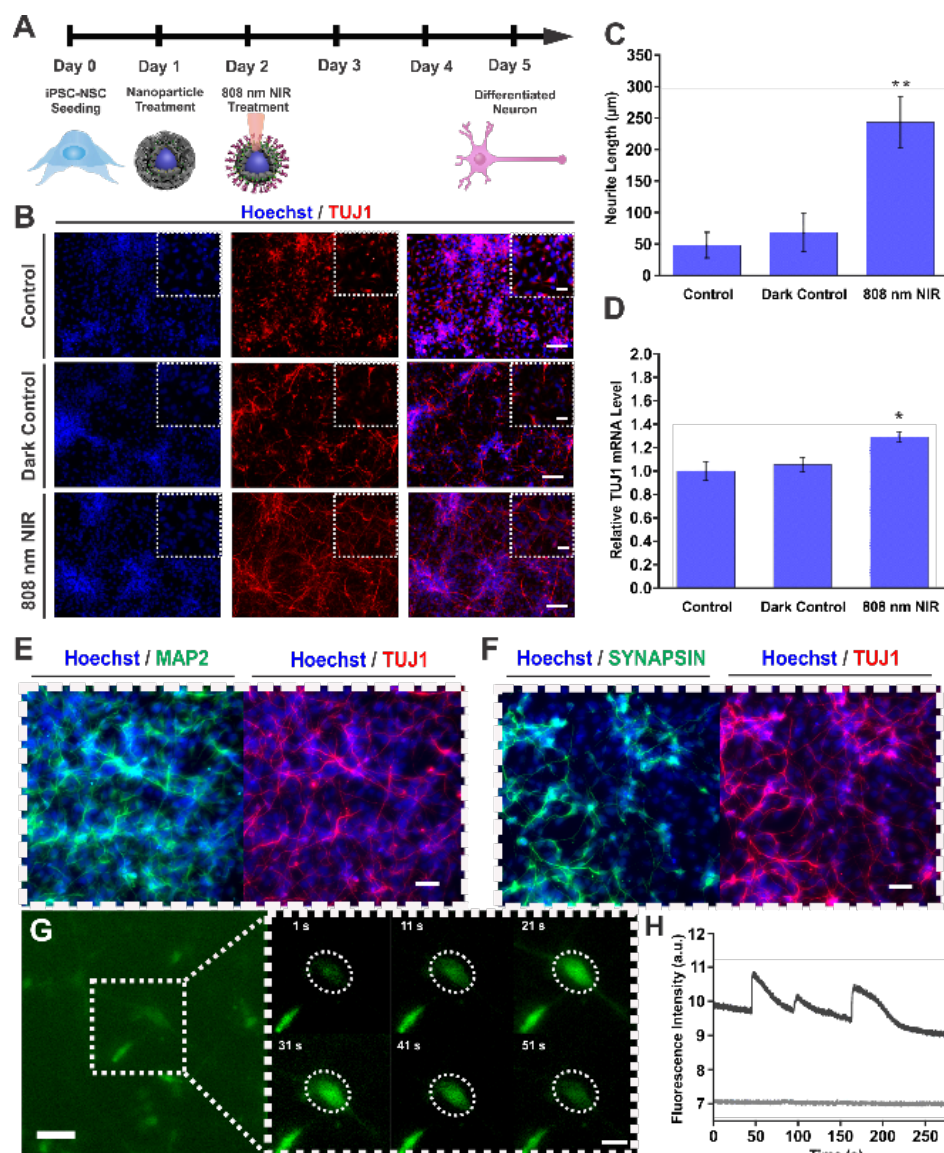 A
Day 0 Day 1 Day 2 Day 3 Day 4 Day 5
iPSC-NSC Seeding
Nanoparticle Treatment
808 nm NIR Treatment
Differentiated Neuron
B
Hoechst / TUJ1
Control
Dark Control
808 nm NIR
C
Neurite Length (µm)
350
300
250
200
150
100
50
0
Control Dark Control 808 nm NIR
**
D
Relative TUJ1 mRNA Level
2.0
1.8
1.6
1.4
1.2
1.0
0.8
0.6
0.4
0.2
0.0
Control Dark Control 808 nm NIR
*
E
Hoechst / MAP2 Hoechst / TUJ1
F
Hoechst / SYNAPSIN Hoechst / TUJ1
G
1 s 11 s 21 s
31 s 41 s 51 s
H
Fluorescence Intensity (a.u.)
12
11
10
9
8
7
0 50 100 150 200 250